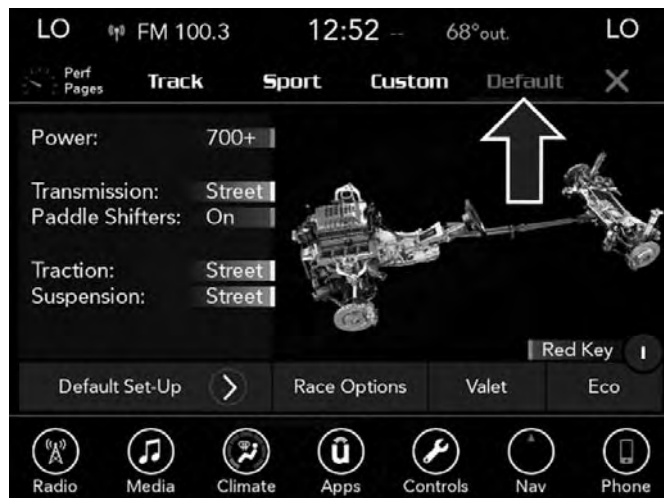 LO FM 100.3 12:52 -- 68°out. LO
Perf
Pages Track Sport Custom Default X
Power: 700+
Transmission: Street
Paddle Shifters: On
Traction: Street
Suspension: Street
Red Key I
Default Set-Up > Race Options Valet Eco
û
Radio Media Climate Apps Controls Nav Phone